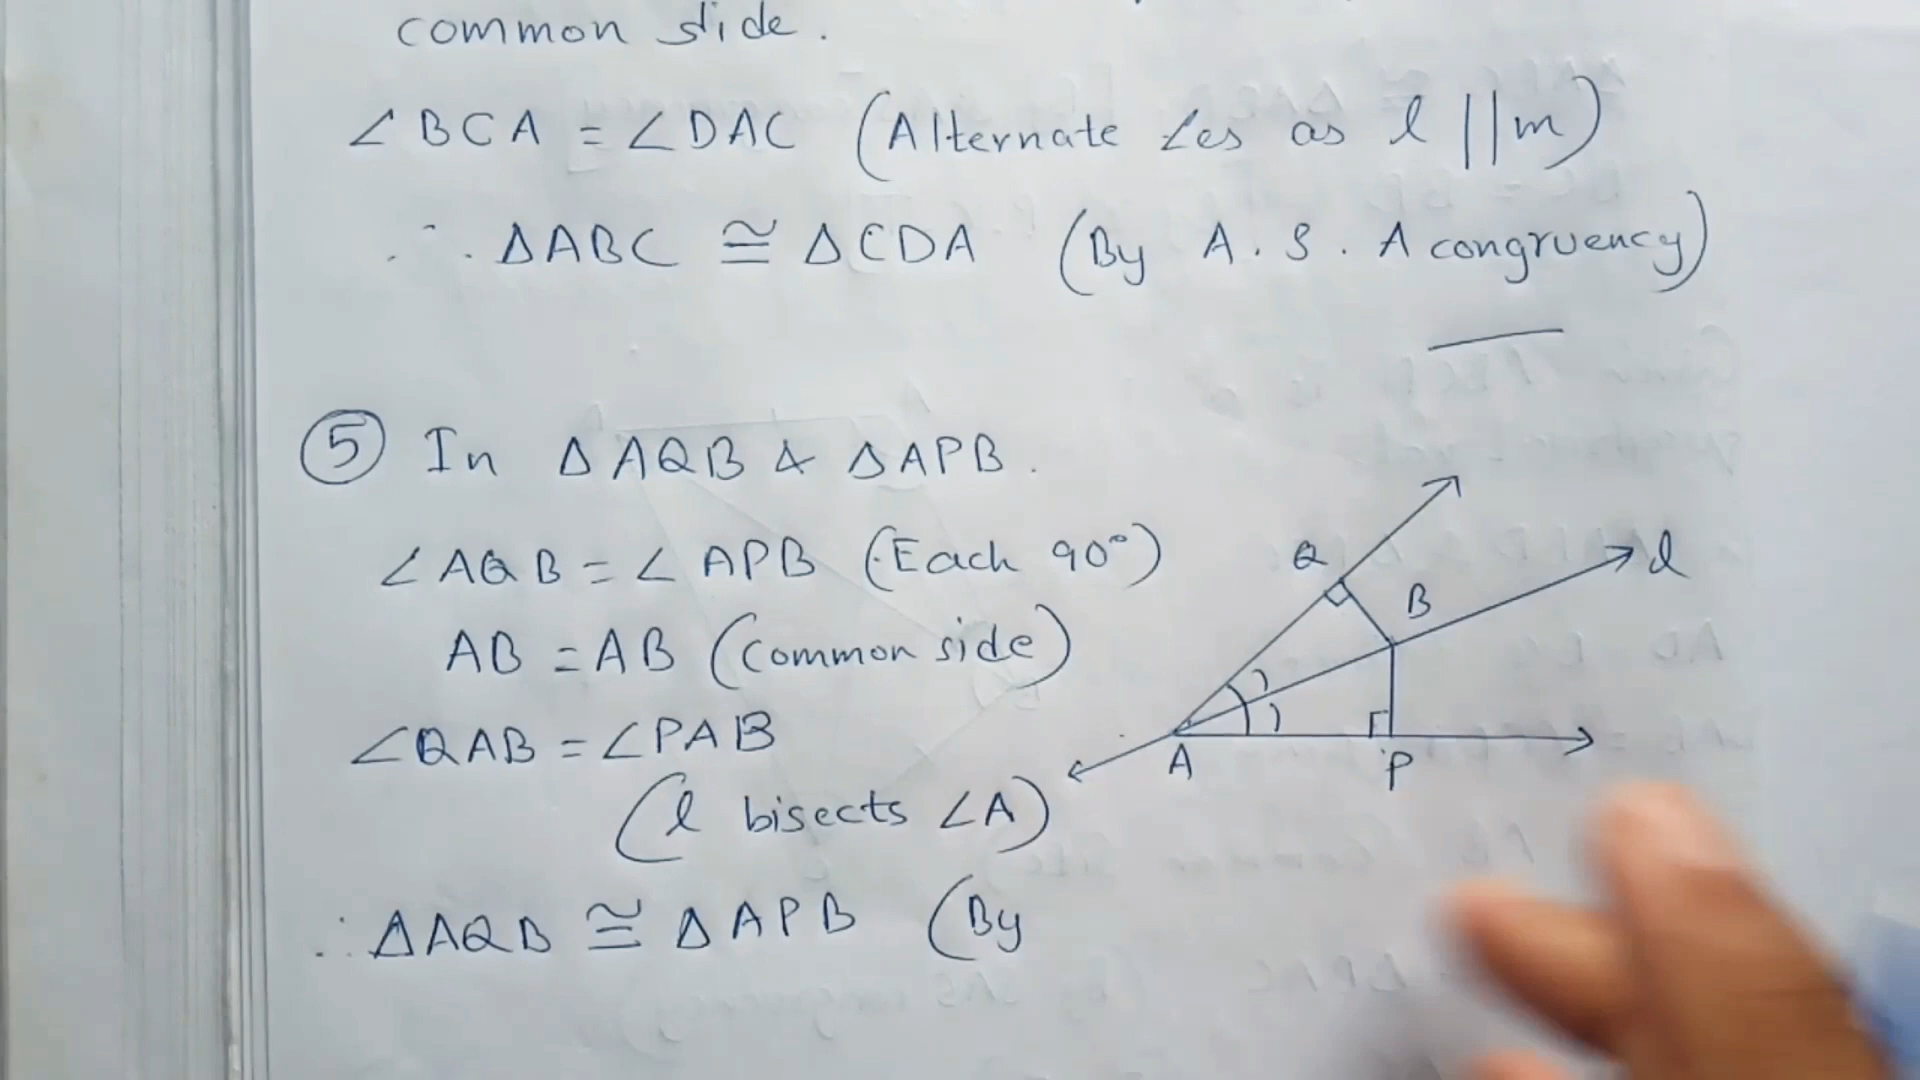 common side.
∠BCA = ∠DAC (Alternate ∠es as l || m)
∴ ΔABC ≅ ΔCDA (By A.S.A congruency)
⑤ In ΔAQB & ΔAPB.
∠AQB = ∠APB (Each 90°)
AB = AB (Common side)
∠QAB = ∠PAB
(l bisects ∠A)
∴ ΔAQB ≅ ΔAPB (By
Q
B
l
A
P